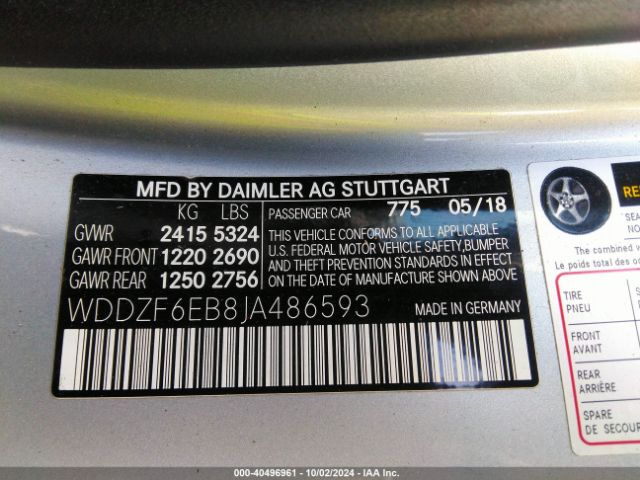 MFD BY DAIMLER AG STUTTGART
KG LBS
PASSENGER CAR 775 05/18
GVWR 2415 5324
GAWR FRONT 1220 2690
GAWR REAR 1250 2756
THIS VEHICLE CONFORMS TO ALL APPLICABLE
U.S. FEDERAL MOTOR VEHICLE SAFETY,BUMPER
AND THEFT PREVENTION STANDARDS IN EFFECT
ON THE DATE OF MANUFACTURE SHOWN ABOVE
WDDZF6EB8JA486593
MADE IN GERMANY
The combined
Le poids total des
TIRE
PNEU
FRONT
AVANT
REAR
ARRIÈRE
SPARE
DE SECOUR
000-40496961 - 10/02/2024 - IAA Inc.